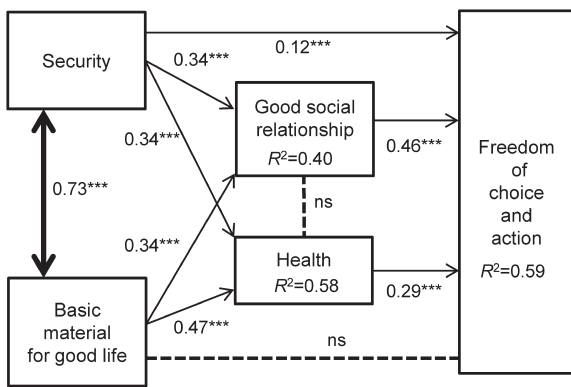 Security
0.12***
0.34***
Good social
relationship
R²=0.40
0.34***
0.46***
Freedom
of
choice
and
action
R²=0.59
0.73***
ns
0.34***
Health
R²=0.58
0.29***
0.47***
Basic
material
for good life
ns